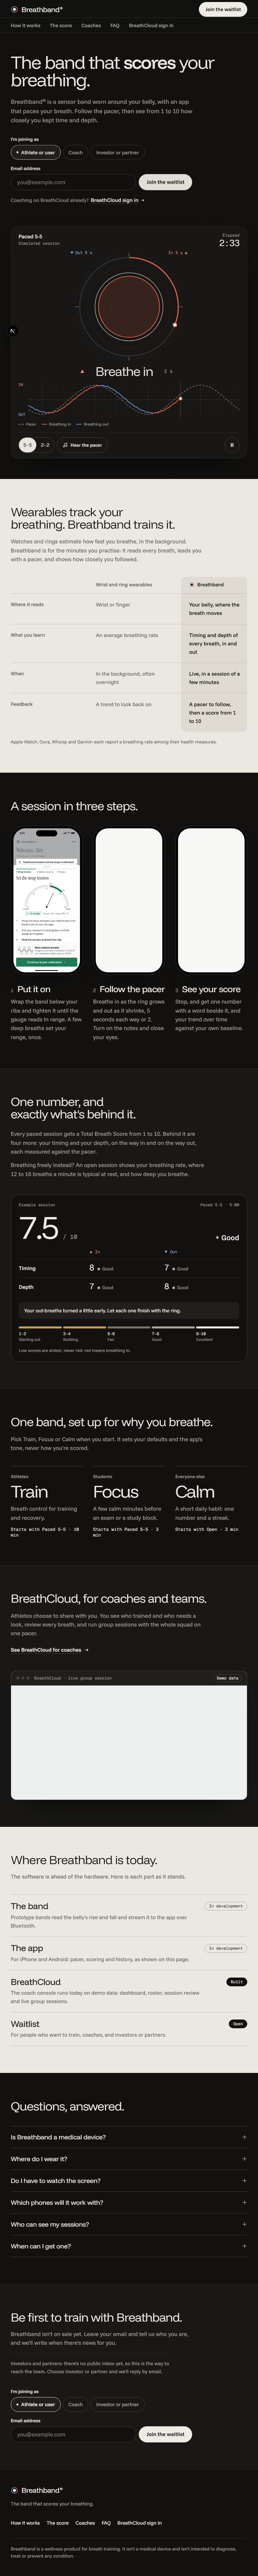 Breathband®
Join the waitlist
How it works The score Coaches FAQ BreathCloud sign in
The band that scores your
breathing.
Breathband® is a sensor band worn around your belly, with an app
that paces your breath. Follow the pacer, then see from 1 to 10 how
closely you kept time and depth.
I'm joining as
Athlete or user Coach Investor or partner
Email address
you@example.com Join the waitlist
Coaching on BreathCloud already? BreathCloud sign in →
Paced 5-5 Elapsed
Simulated session 2:33
▼ Out 5 s In 5 s ▲
N
▲ Breathe in 2 s
IN
OUT
Pacer Breathing in Breathing out
5-5 2-2 Hear the pacer
Wearables track your
breathing. Breathband trains it.
Watches and rings estimate how fast you breathe, in the background.
Breathband is for the minutes you practise: it reads every breath, leads you
with a pacer, and shows how closely you followed.
Wrist and ring wearables Breathband
Where it reads Wrist or finger Your belly, where the
breath moves
What you learn An average breathing rate Timing and depth of
every breath, in and
out
When In the background, often
overnight Live, in a session of a
few minutes
Feedback A trend to look back on A pacer to follow,
then a score from 1
to 10
Apple Watch, Oura, Whoop and Garmin each report a breathing rate among their health measures.
A session in three steps.
Welcome, Alex
Set the tensile session
1 Put it on
Wrap the band below your
ribs and tighten it until the
gauge reads In range. A few
deep breaths set your
range, once.
2 Follow the pacer
Breathe in as the ring grows
and out as it shrinks, 5
seconds each way or 2.
Turn on the notes and close
your eyes.
3 See your score
Stop, and get one number
with a word beside it, and
your trend over time
against your own baseline.
One number, and
exactly what's behind it.
Every paced session gets a Total Breath Score from 1 to 10. Behind it are
four more: your timing and your depth, on the way in and on the way out,
each measured against the pacer.
Breathing freely instead? An open session shows your breathing rate, where
12 to 10 breaths a minute is typical at rest, and how deep you breathe.
Example session Paced 5-5 · 5:00
7.5 / 10 Good
▲ In ▼ Out
Timing 8 Good 7 Good
Depth 7 Good 8 Good
Your out-breaths turned a little early. Let each one finish with the ring.
1-2 3-4 5-6 7-8 9-10
Starting out Building Fair Good Excellent
Low scores are amber, never red: red means breathing in.
One band, set up for why you breathe.
Pick Train, Focus or Calm when you start. It sets your defaults and the app's
tone, never how you're scored.
Athletes
Train
Breath control for training
and recovery.
Starts with Paced 5-5 · 10
min
Students
Focus
A few calm minutes before
an exam or a study block.
Starts with Paced 5-5 · 3
min
Everyone else
Calm
A short daily habit: one
number and a streak.
Starts with Open · 3 min
BreathCloud, for coaches and teams.
Athletes choose to share with you. You see who trained and who needs a
look, review every breath, and run group sessions with the whole squad on
one pacer.
See BreathCloud for coaches →
BreathCloud · live group session Demo data
Where Breathband is today.
The software is ahead of the hardware. Here is each part as it stands.
The band In development
Prototype bands read the belly's rise and fall and stream it to the app over
Bluetooth.
The app In development
For iPhone and Android: pacer, scoring and history, as shown on this page.
BreathCloud Built
The coach console runs today on demo data: dashboard, roster, session review
and live group sessions.
Waitlist Open
For people who want to train, coaches, and investors or partners.
Questions, answered.
Is Breathband a medical device? +
Where do I wear it? +
Do I have to watch the screen? +
Which phones will it work with? +
Who can see my sessions? +
When can I get one? +
Be first to train with Breathband.
Breathband isn't on sale yet. Leave your email and tell us who you are,
and we'll write when there's news for you.
Investors and partners: there's no public inbox yet, so this is the way to
reach the team. Choose Investor or partner and we'll reply by email.
I'm joining as
Athlete or user Coach Investor or partner
Email address
you@example.com Join the waitlist
Breathband®
The band that scores your breathing.
How it works The score Coaches FAQ BreathCloud sign in
Breathband is a wellness product for breath training. It isn't a medical device and isn't intended to diagnose,
treat or prevent any condition.